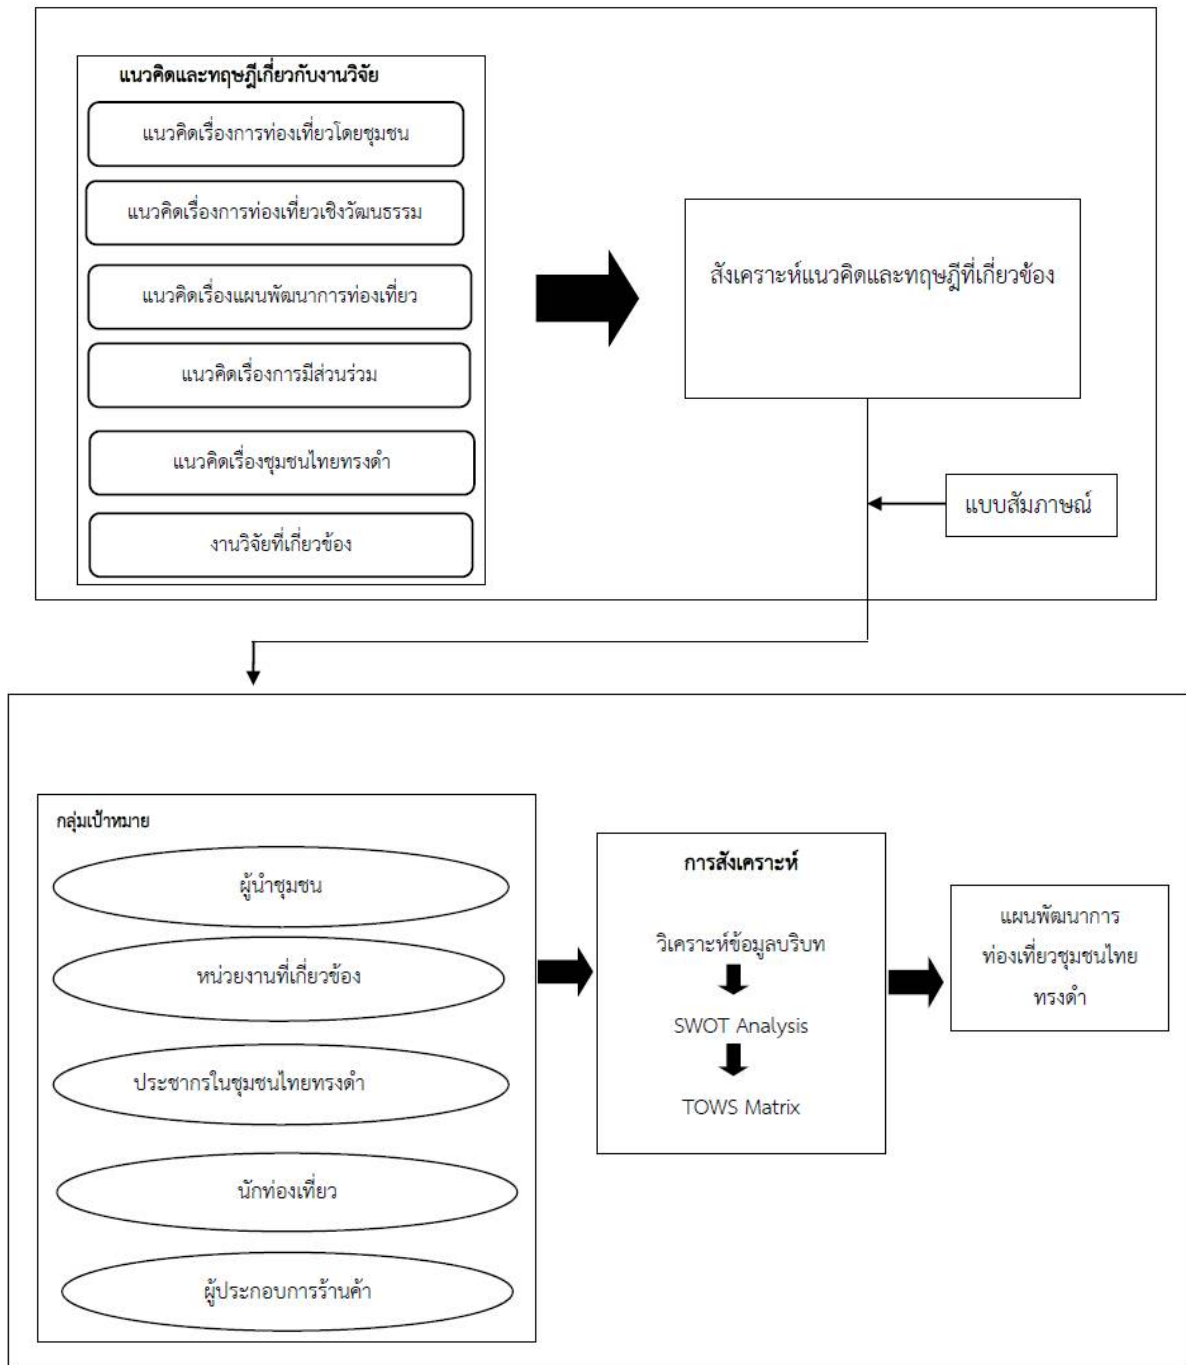 แนวคิดและทฤษฎีเกี่ยวกับงานวิจัย
แนวคิดเรื่องการท่องเที่ยวโดยชุมชน
แนวคิดเรื่องการท่องเที่ยวเชิงวัฒนธรรม
แนวคิดเรื่องแผนพัฒนาการท่องเที่ยว
แนวคิดเรื่องการมีส่วนร่วม
แนวคิดเรื่องชุมชนไทยทรงดำ
งานวิจัยที่เกี่ยวข้อง
สังเคราะห์แนวคิดและทฤษฎีที่เกี่ยวข้อง
แบบสัมภาษณ์
กลุ่มเป้าหมาย
ผู้นำชุมชน
หน่วยงานที่เกี่ยวข้อง
ประชากรในชุมชนไทยทรงดำ
นักท่องเที่ยว
ผู้ประกอบการร้านค้า
การสังเคราะห์
วิเคราะห์ข้อมูลบริบท
SWOT Analysis
TOWS Matrix
แผนพัฒนาการ
ท่องเที่ยวชุมชนไทย
ทรงดำ